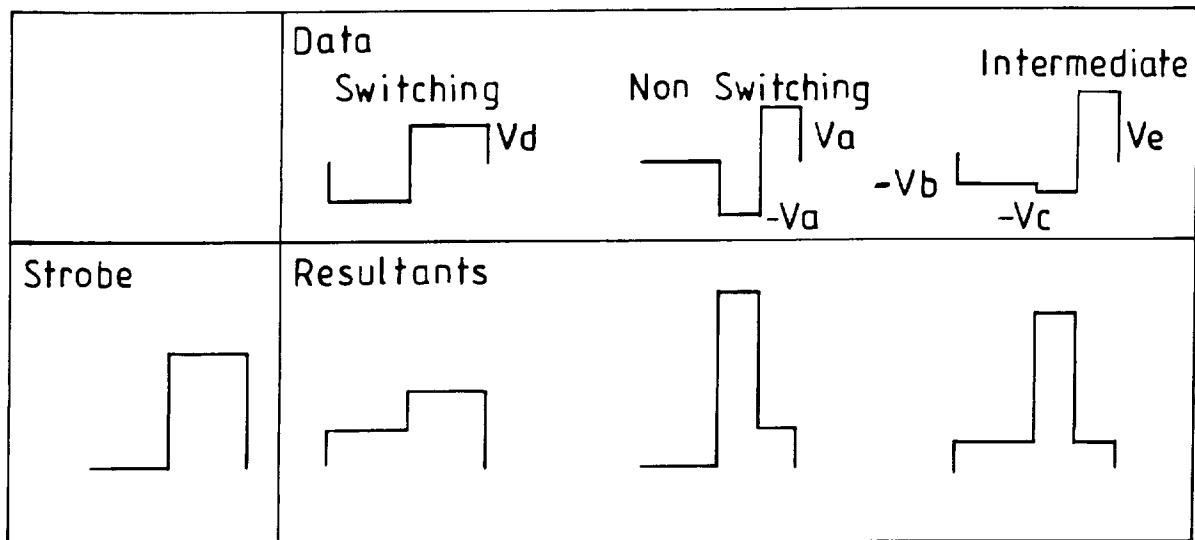 Data
Switching
Vd
Non Switching
Va
-Va
Intermediate
Ve
-Vb
-Vc
Strobe
Resultants